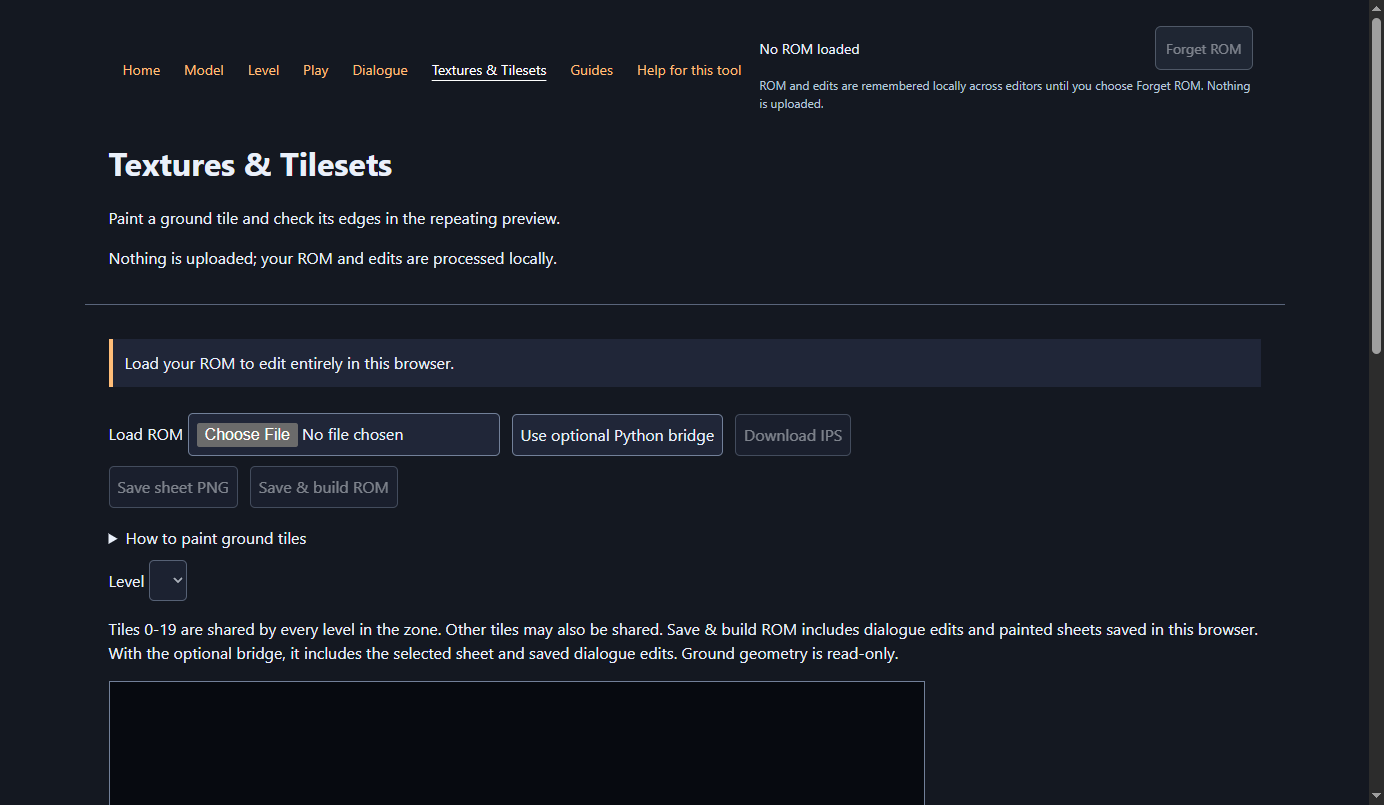 Home Model Level Play Dialogue Textures & Tilesets Guides Help for this tool
No ROM loaded
Forget ROM
ROM and edits are remembered locally across editors until you choose Forget ROM. Nothing
is uploaded.
Textures & Tilesets
Paint a ground tile and check its edges in the repeating preview.
Nothing is uploaded; your ROM and edits are processed locally.
Load your ROM to edit entirely in this browser.
Load ROM Choose File No file chosen Use optional Python bridge Download IPS
Save sheet PNG Save & build ROM
How to paint ground tiles
Level
Tiles 0-19 are shared by every level in the zone. Other tiles may also be shared. Save & build ROM includes dialogue edits and painted sheets saved in this browser.
With the optional bridge, it includes the selected sheet and saved dialogue edits. Ground geometry is read-only.